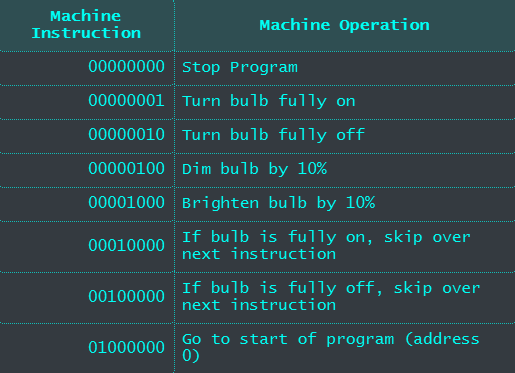 Machine
Instruction
Machine Operation
00000000 Stop Program
00000001 Turn bulb fully on
00000010 Turn bulb fully off
00000100 Dim bulb by 10%
00001000 Brighten bulb by 10%
00010000 If bulb is fully on, skip over
next instruction
00100000 If bulb is fully off, skip over
next instruction
01000000 Go to start of program (address
0)